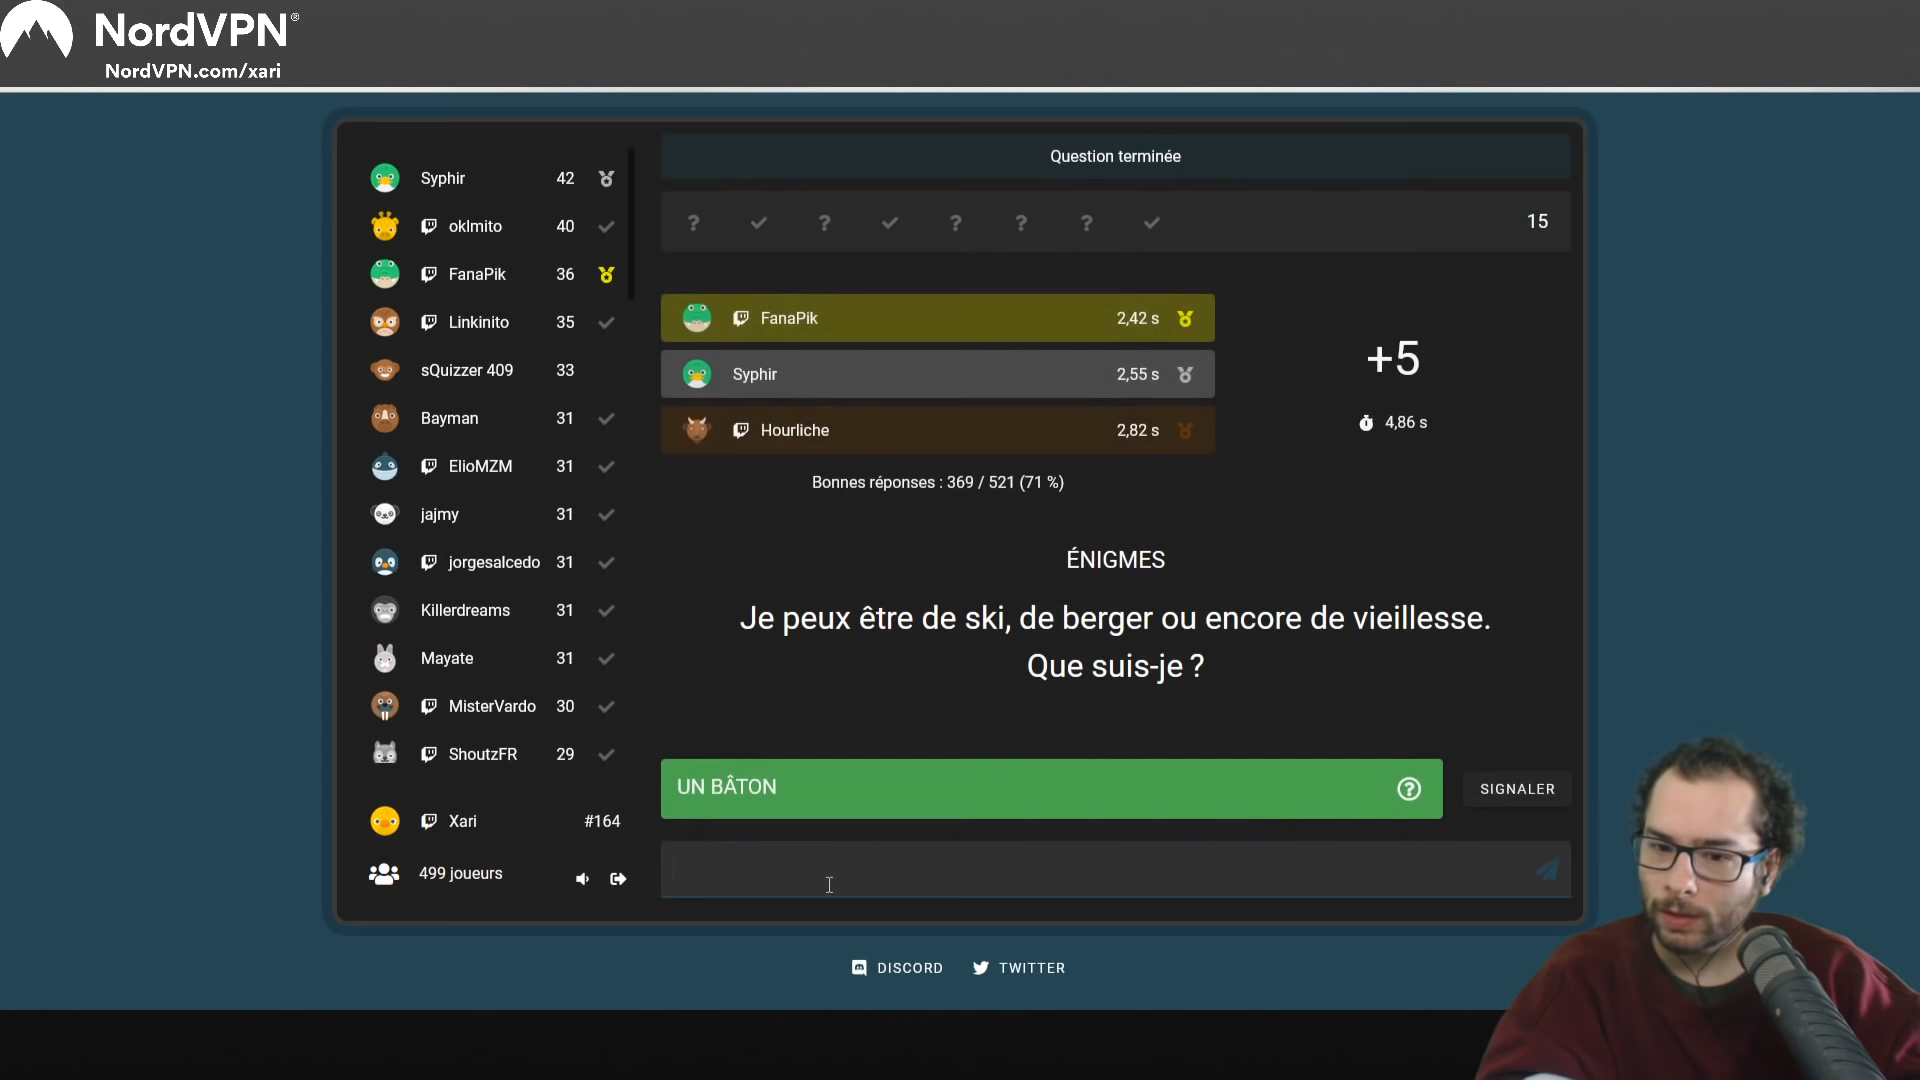 NordVPN®
NordVPN.com/xari
Question terminée
? ? ? ? ? 15
Syphir 42
oklmito 40
FanaPik 36
Linkinito 35
sQuizzer 409 33
Bayman 31
ElioMZM 31
jajmy 31
jorgesalcedo 31
Killerdreams 31
Mayate 31
MisterVardo 30
ShoutzFR 29
Xari #164
499 joueurs
FanaPik 2,42 s
Syphir 2,55 s
Hourliche 2,82 s
+5
4,86 s
Bonnes réponses : 369 / 521 (71 %)
ÉNIGMES
Je peux être de ski, de berger ou encore de vieillesse.
Que suis-je ?
UN BÂTON
SIGNALER
DISCORD TWITTER